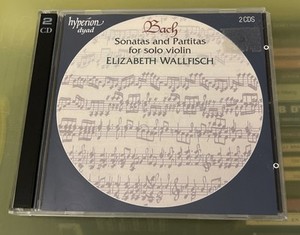 2
CD
hyperion
dyad
Bach
2 CDS
Sonatas and Partitas
for solo violin
ELIZABETH WALLFISCH